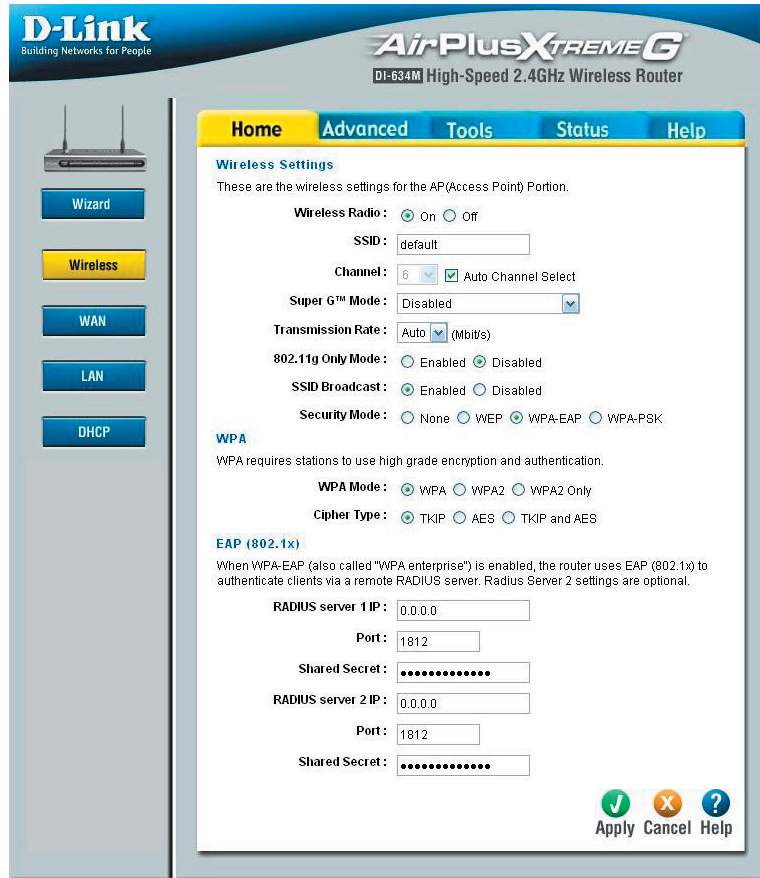 D-Link
Building Networks for People
AirPlusXTREMEG
DI-634M High-Speed 2.4GHz Wireless Router
Home Advanced Tools Status Help
Wizard
Wireless
WAN
LAN
DHCP
Wireless Settings
These are the wireless settings for the AP(Access Point) Portion.
Wireless Radio : On Off
SSID : default
Channel : 6 Auto Channel Select
Super G™ Mode : Disabled
Transmission Rate : Auto (Mbit/s)
802.11g Only Mode : Enabled Disabled
SSID Broadcast : Enabled Disabled
Security Mode : None WEP WPA-EAP WPA-PSK
WPA
WPA requires stations to use high grade encryption and authentication.
WPA Mode : WPA WPA2 WPA2 Only
Cipher Type : TKIP AES TKIP and AES
EAP (802.1x)
When WPA-EAP (also called "WPA enterprise") is enabled, the router uses EAP (802.1x) to
authenticate clients via a remote RADIUS server. Radius Server 2 settings are optional.
RADIUS server 1 IP : 0.0.0.0
Port : 1812
Shared Secret : •••••••••••••
RADIUS server 2 IP : 0.0.0.0
Port : 1812
Shared Secret : •••••••••••••
Apply Cancel Help